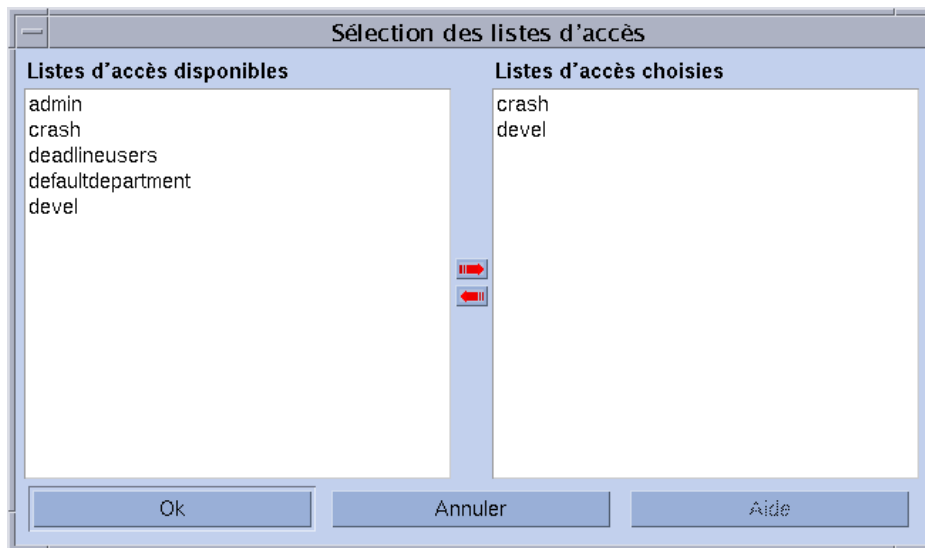 Sélection des listes d'accès
Listes d'accès disponibles
admin
crash
deadlineusers
defaultdepartment
devel
Listes d'accès choisies
crash
devel
Ok
Annuler
Aide